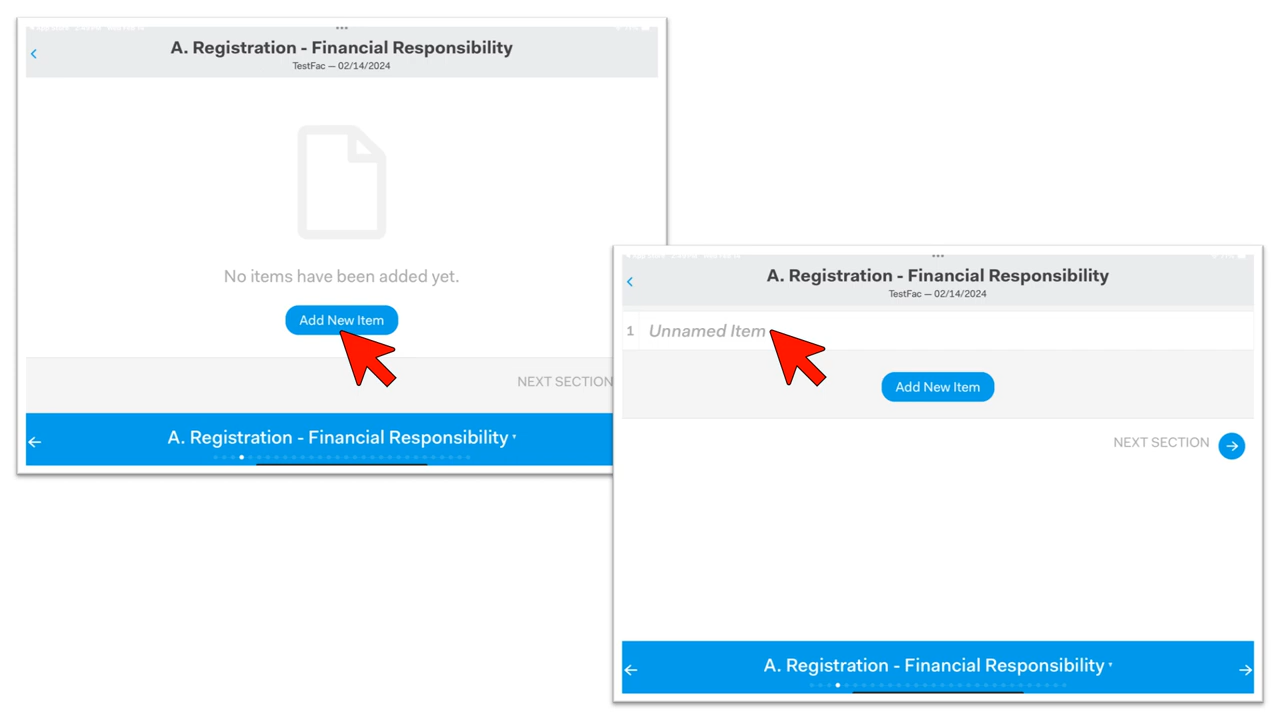 A. Registration - Financial Responsibility
TestFac — 02/14/2024
No items have been added yet.
Add New Item
NEXT SECTION
A. Registration - Financial Responsibility
A. Registration - Financial Responsibility
TestFac — 02/14/2024
1 Unnamed Item
Add New Item
NEXT SECTION
A. Registration - Financial Responsibility